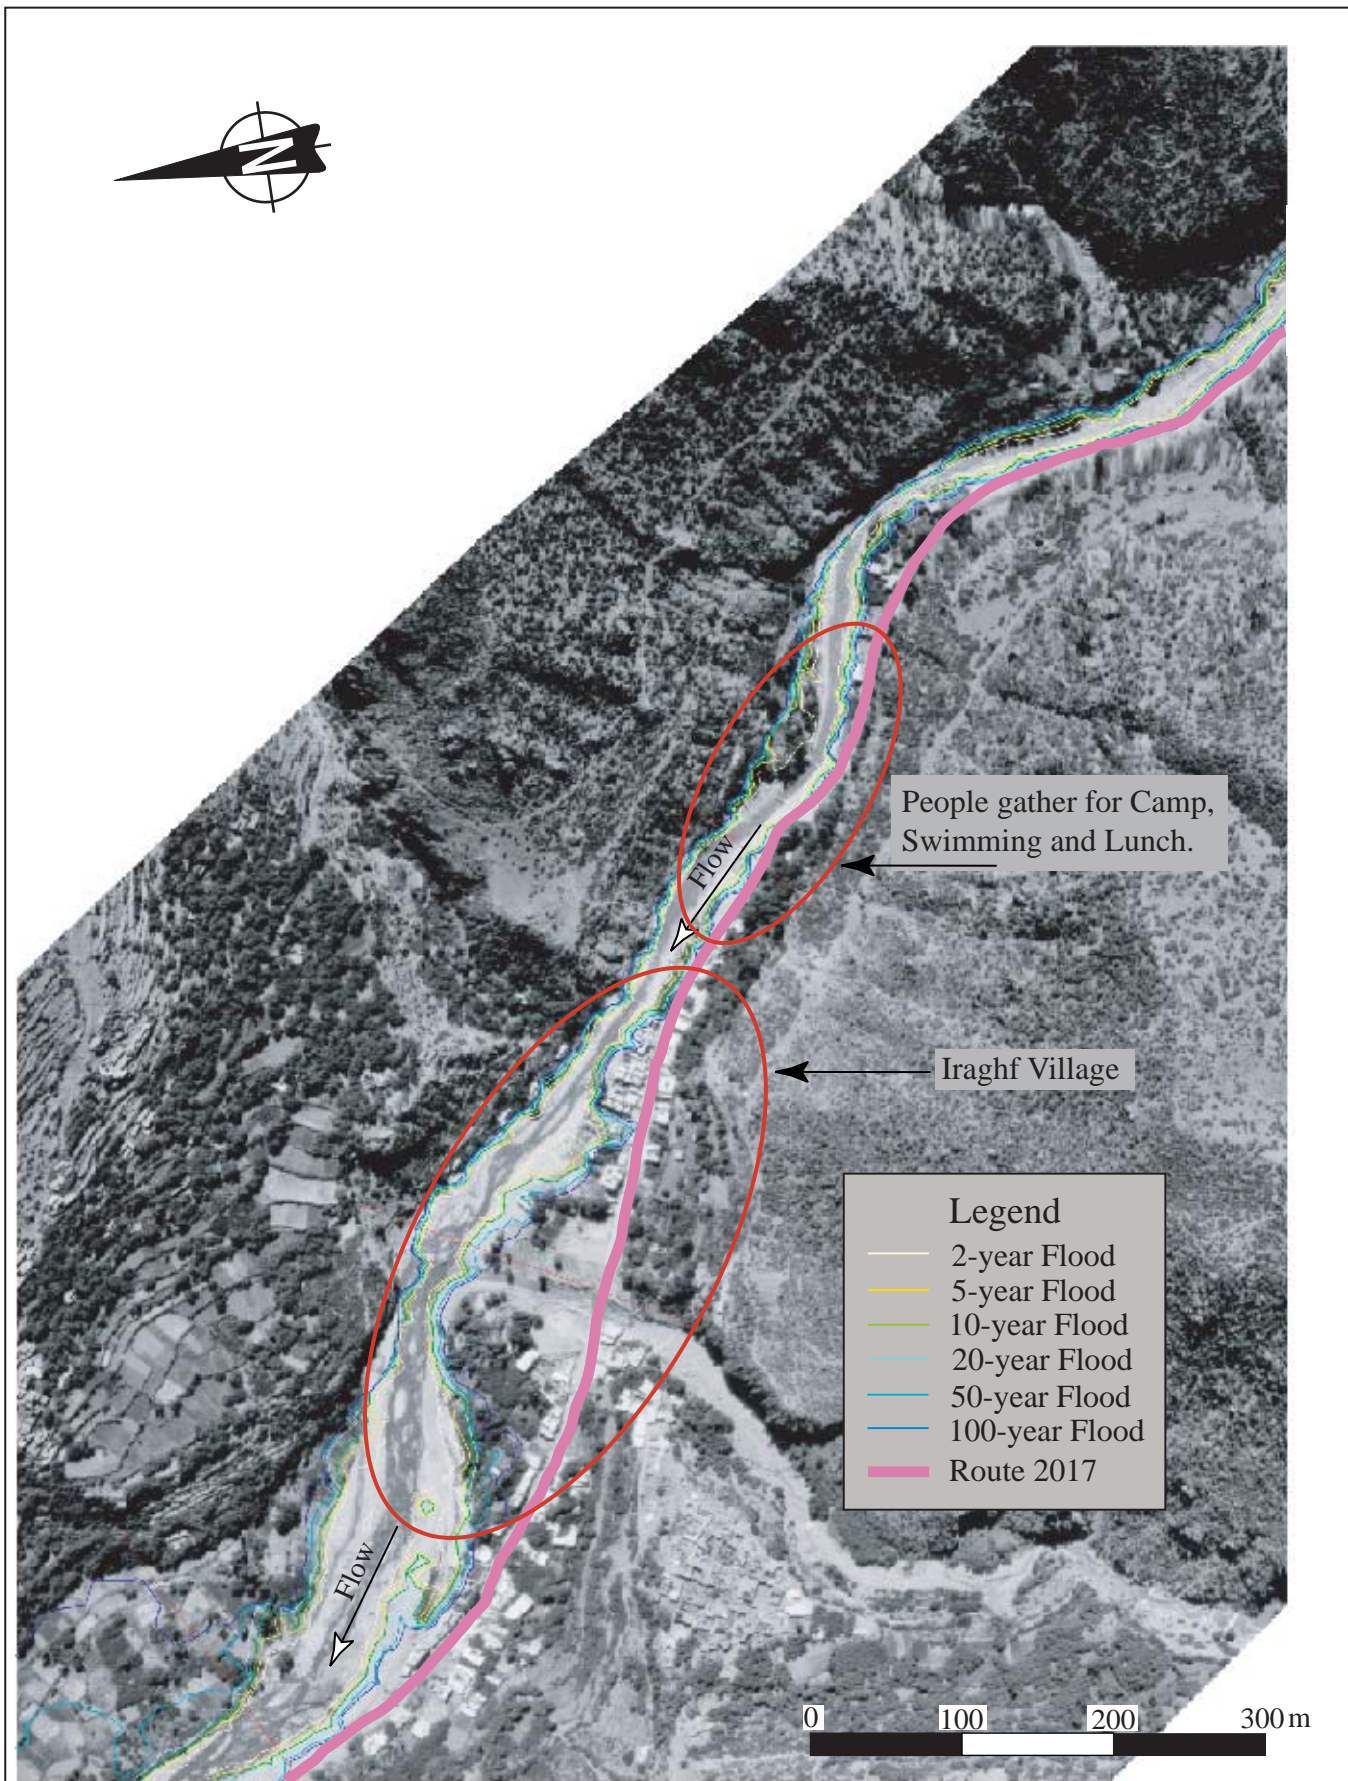 N
People gather for Camp,
Swimming and Lunch.
Flow
Iraghf Village
Legend
2-year Flood
5-year Flood
10-year Flood
20-year Flood
50-year Flood
100-year Flood
Route 2017
Flow
0 100 200 300 m